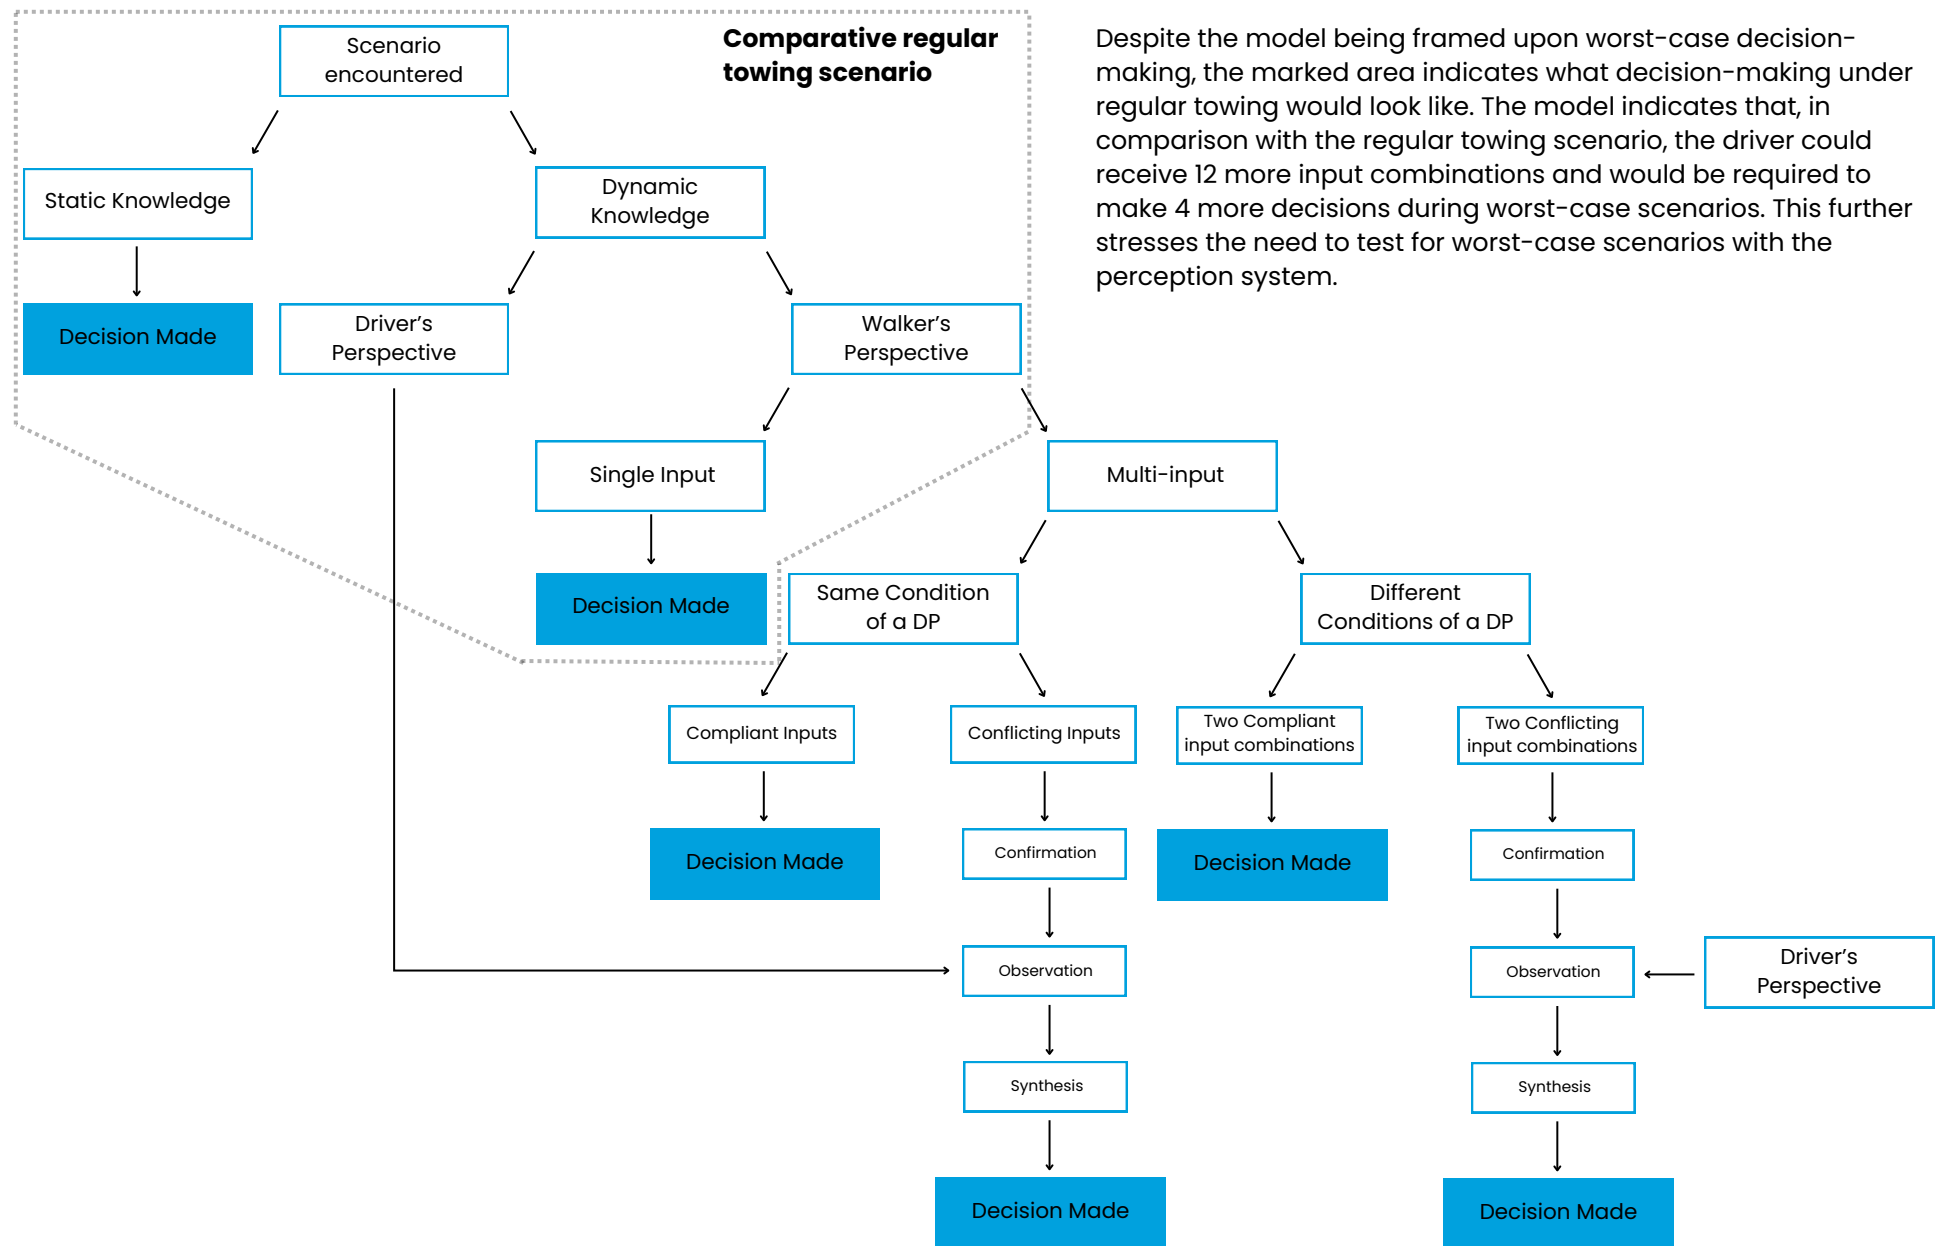 Scenario
encountered
Comparative regular
towing scenario
Despite the model being framed upon worst-case decision-
making, the marked area indicates what decision-making under
regular towing would look like. The model indicates that, in
comparison with the regular towing scenario, the driver could
receive 12 more input combinations and would be required to
make 4 more decisions during worst-case scenarios. This further
stresses the need to test for worst-case scenarios with the
perception system.
Static Knowledge
Dynamic
Knowledge
Decision Made
Driver's
Perspective
Walker's
Perspective
Single Input
Multi-input
Decision Made
Same Condition
of a DP
Different
Conditions of a DP
Compliant Inputs
Conflicting Inputs
Two Compliant
input combinations
Two Conflicting
input combinations
Decision Made
Confirmation
Decision Made
Confirmation
Observation
Observation
Driver's
Perspective
Synthesis
Synthesis
Decision Made
Decision Made